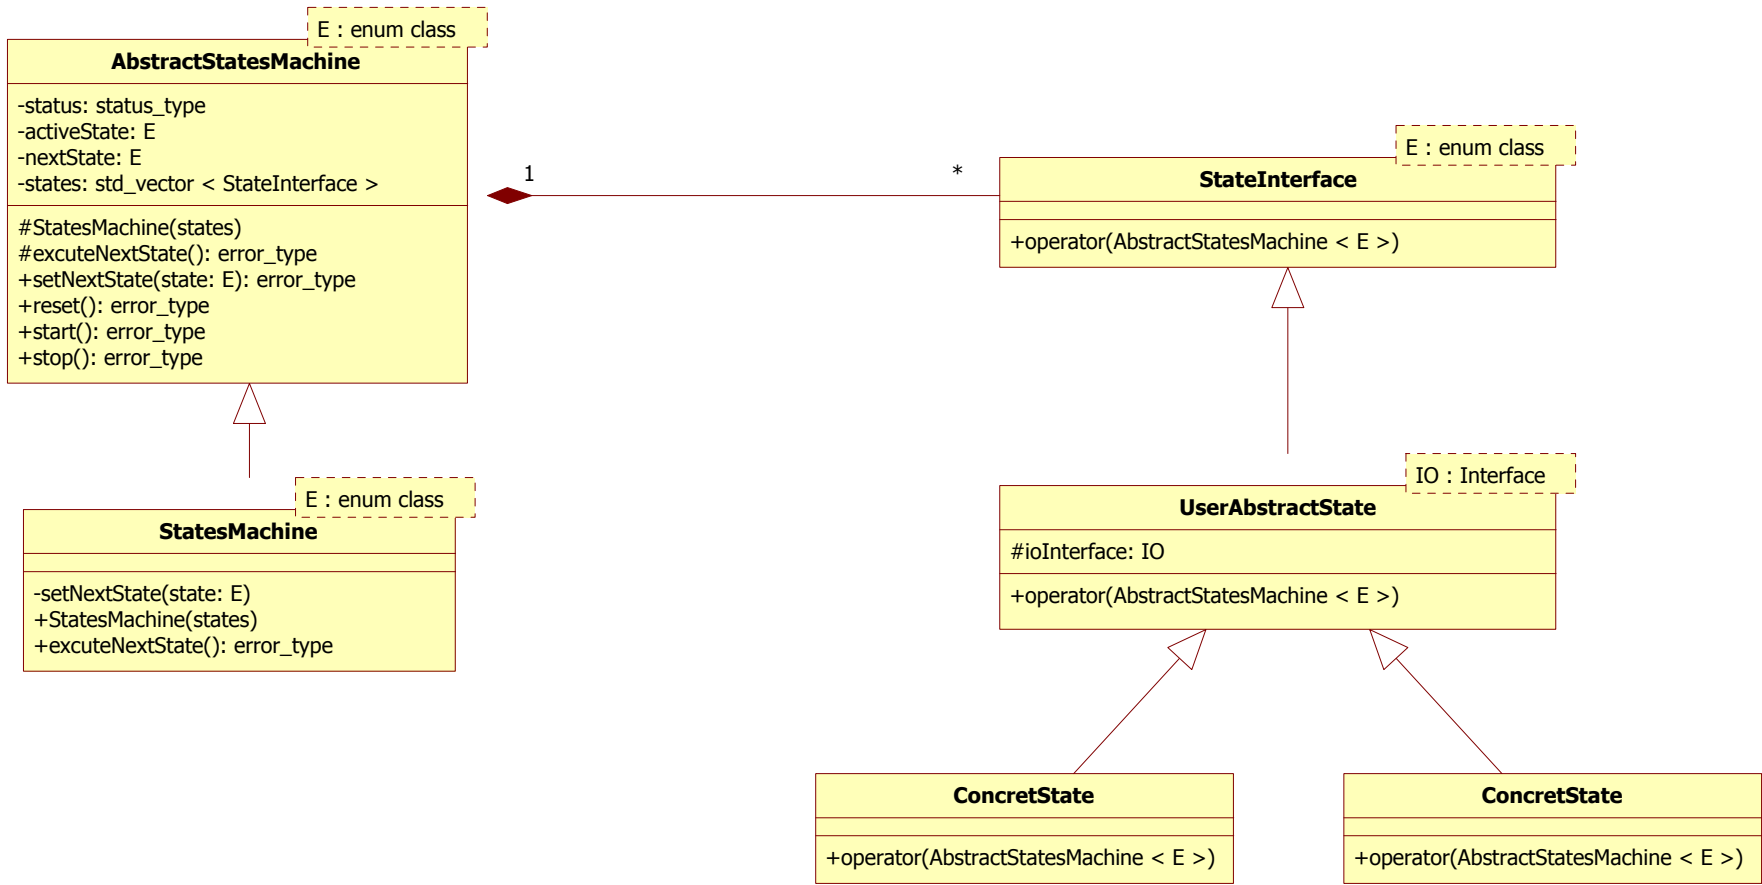 E : enum class
AbstractStatesMachine
-status: status_type
-activeState: E
-nextState: E
-states: std_vector < StateInterface >
#StatesMachine(states)
#excuteNextState(): error_type
+setNextState(state: E): error_type
+reset(): error_type
+start(): error_type
+stop(): error_type
1
*
E : enum class
StateInterface
+operator(AbstractStatesMachine < E >)
E : enum class
StatesMachine
-setNextState(state: E)
+StatesMachine(states)
+excuteNextState(): error_type
IO : Interface
UserAbstractState
#ioInterface: IO
+operator(AbstractStatesMachine < E >)
ConcretState
+operator(AbstractStatesMachine < E >)
ConcretState
+operator(AbstractStatesMachine < E >)